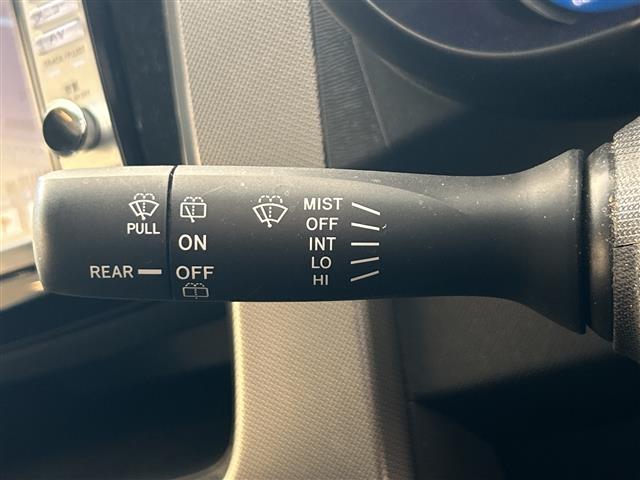 MIST
OFF
INT
LO
HI
PULL
ON
REAR
OFF